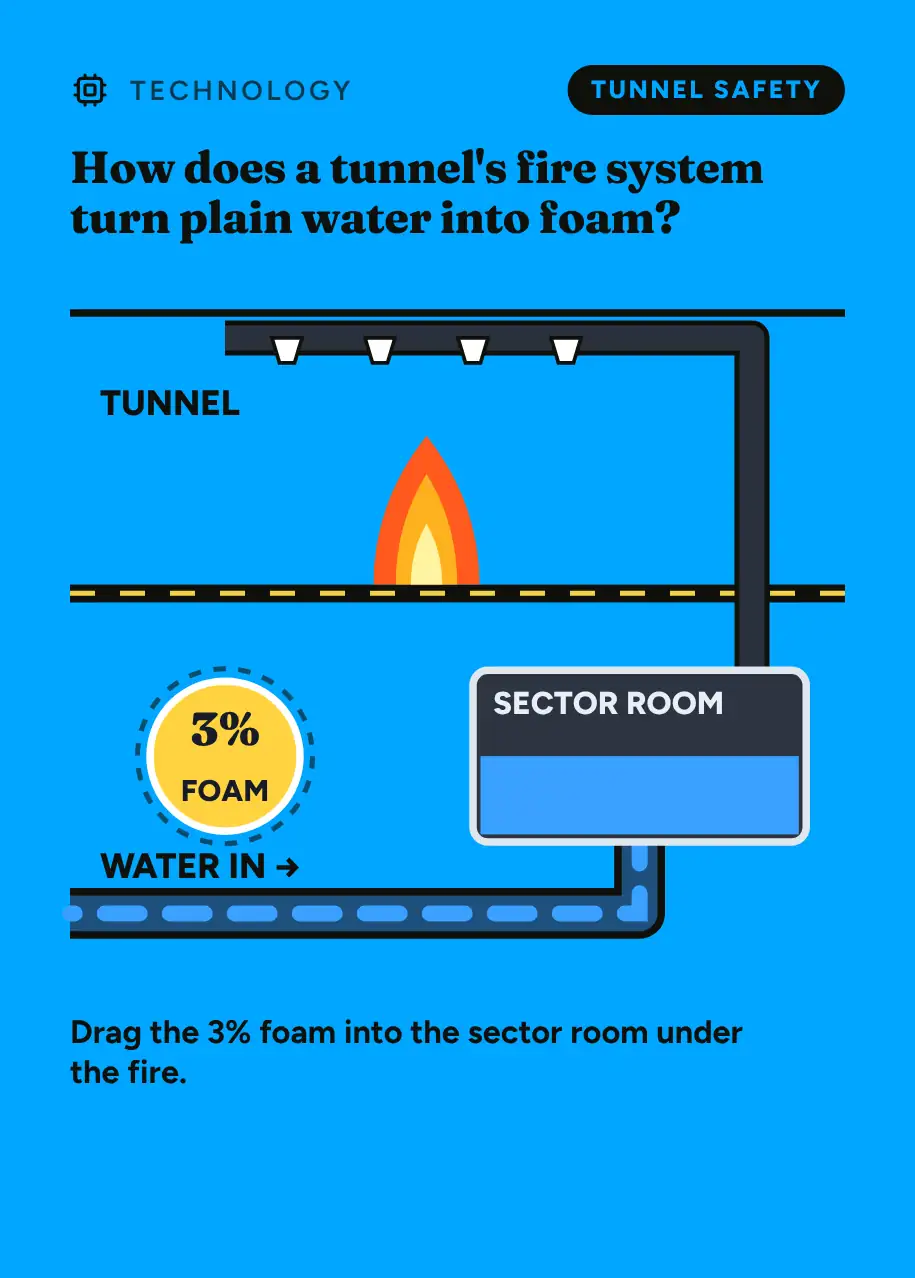 TECHNOLOGY
TUNNEL SAFETY
How does a tunnel's fire system
turn plain water into foam?
TUNNEL
SECTOR ROOM
3%
FOAM
WATER IN →
Drag the 3% foam into the sector room under
the fire.